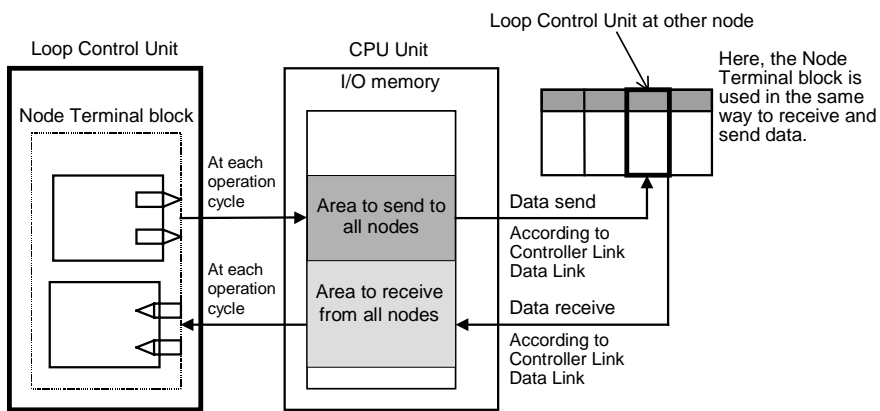 Loop Control Unit
CPU Unit
Loop Control Unit at other node
I/O memory
Here, the Node
Terminal block is
used in the same
way to receive and
send data.
Node Terminal block
At each
operation
cycle
Area to send to
all nodes
Data send
According to
Controller Link
Data Link
At each
operation
cycle
Area to receive
from all nodes
Data receive
According to
Controller Link
Data Link